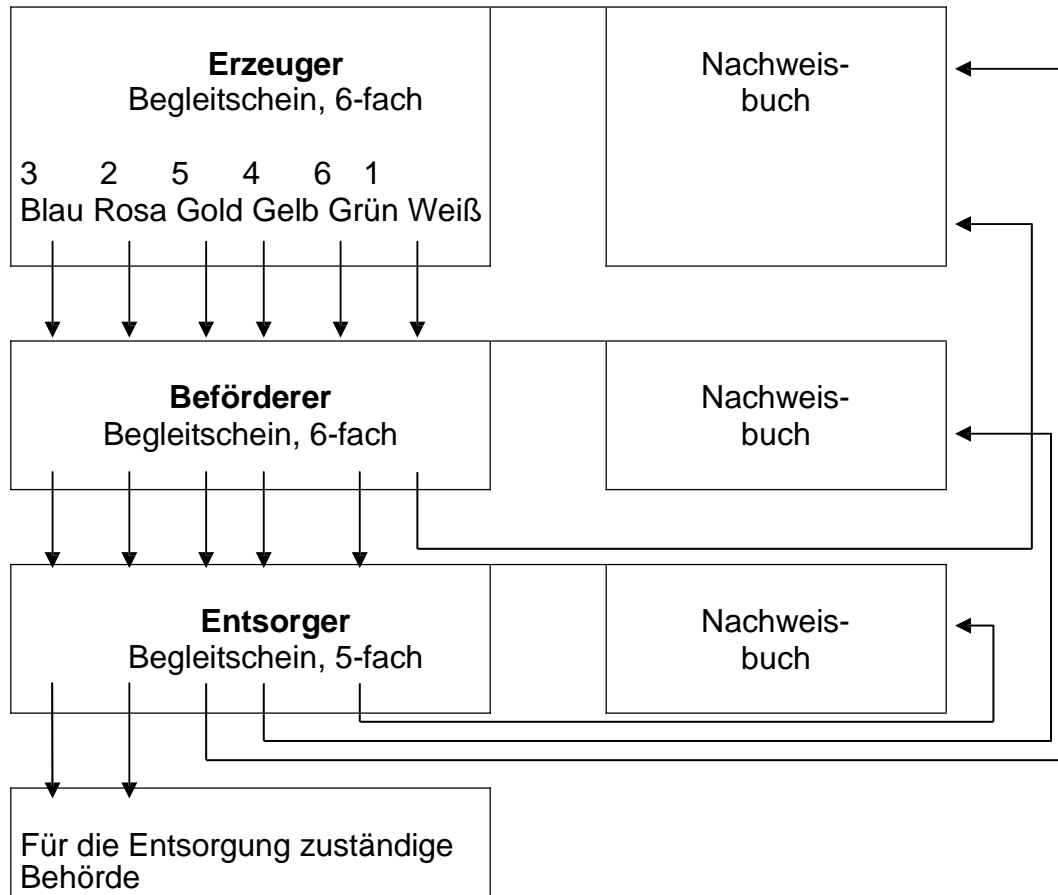 Erzeuger
Begleitschein, 6-fach
3 2 5 4 6 1
Blau Rosa Gold Gelb Grün Weiß
Nachweis-
buch
Beförderer
Begleitschein, 6-fach
Nachweis-
buch
Entsorger
Begleitschein, 5-fach
Nachweis-
buch
Für die Entsorgung zuständige
Behörde